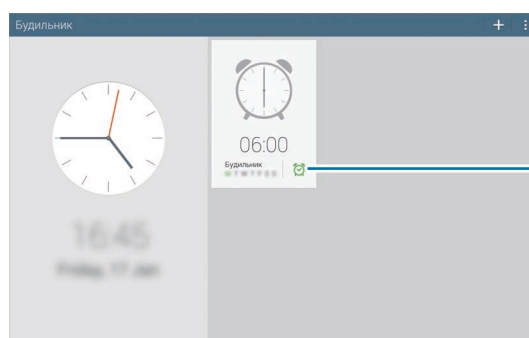 Будильник
06:00
Будильник
M T W T F S S
16:45
Friday, 17 Jan